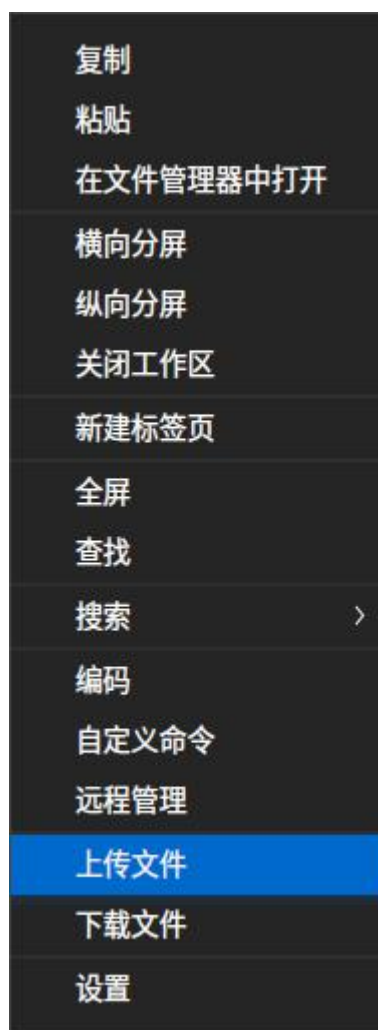 复制
粘贴
在文件管理器中打开
横向分屏
纵向分屏
关闭工作区
新建标签页
全屏
查找
搜索
编码
自定义命令
远程管理
上传文件
下载文件
设置